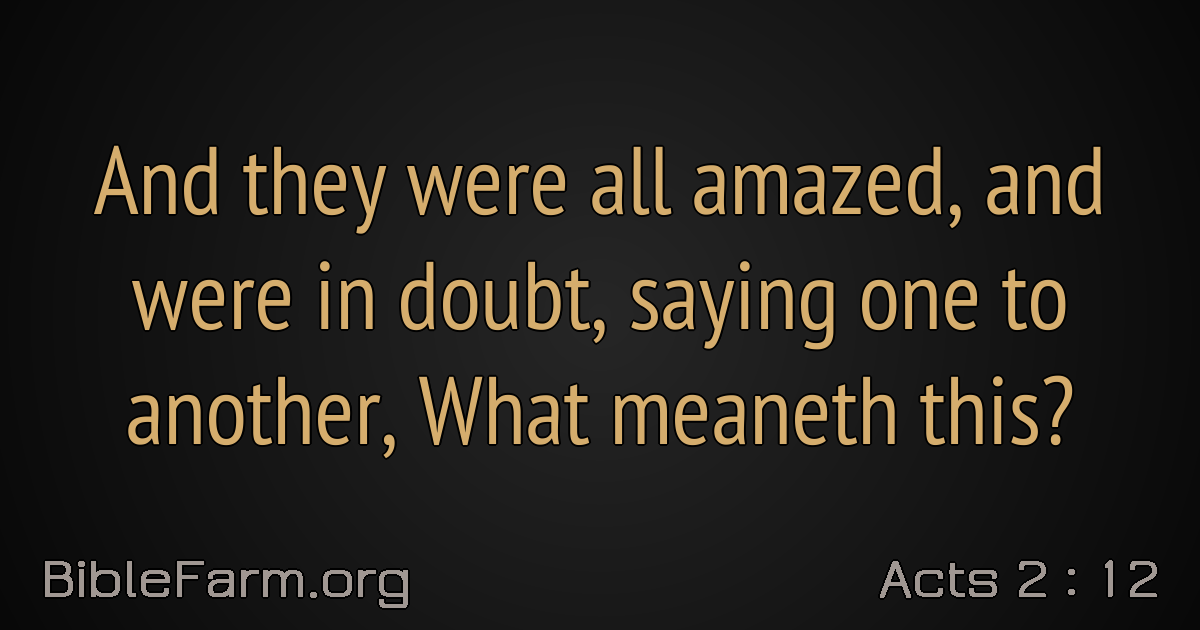 And they were all amazed, and
were in doubt, saying one to
another, What meaneth this?
BibleFarm.org
Acts 2 : 12